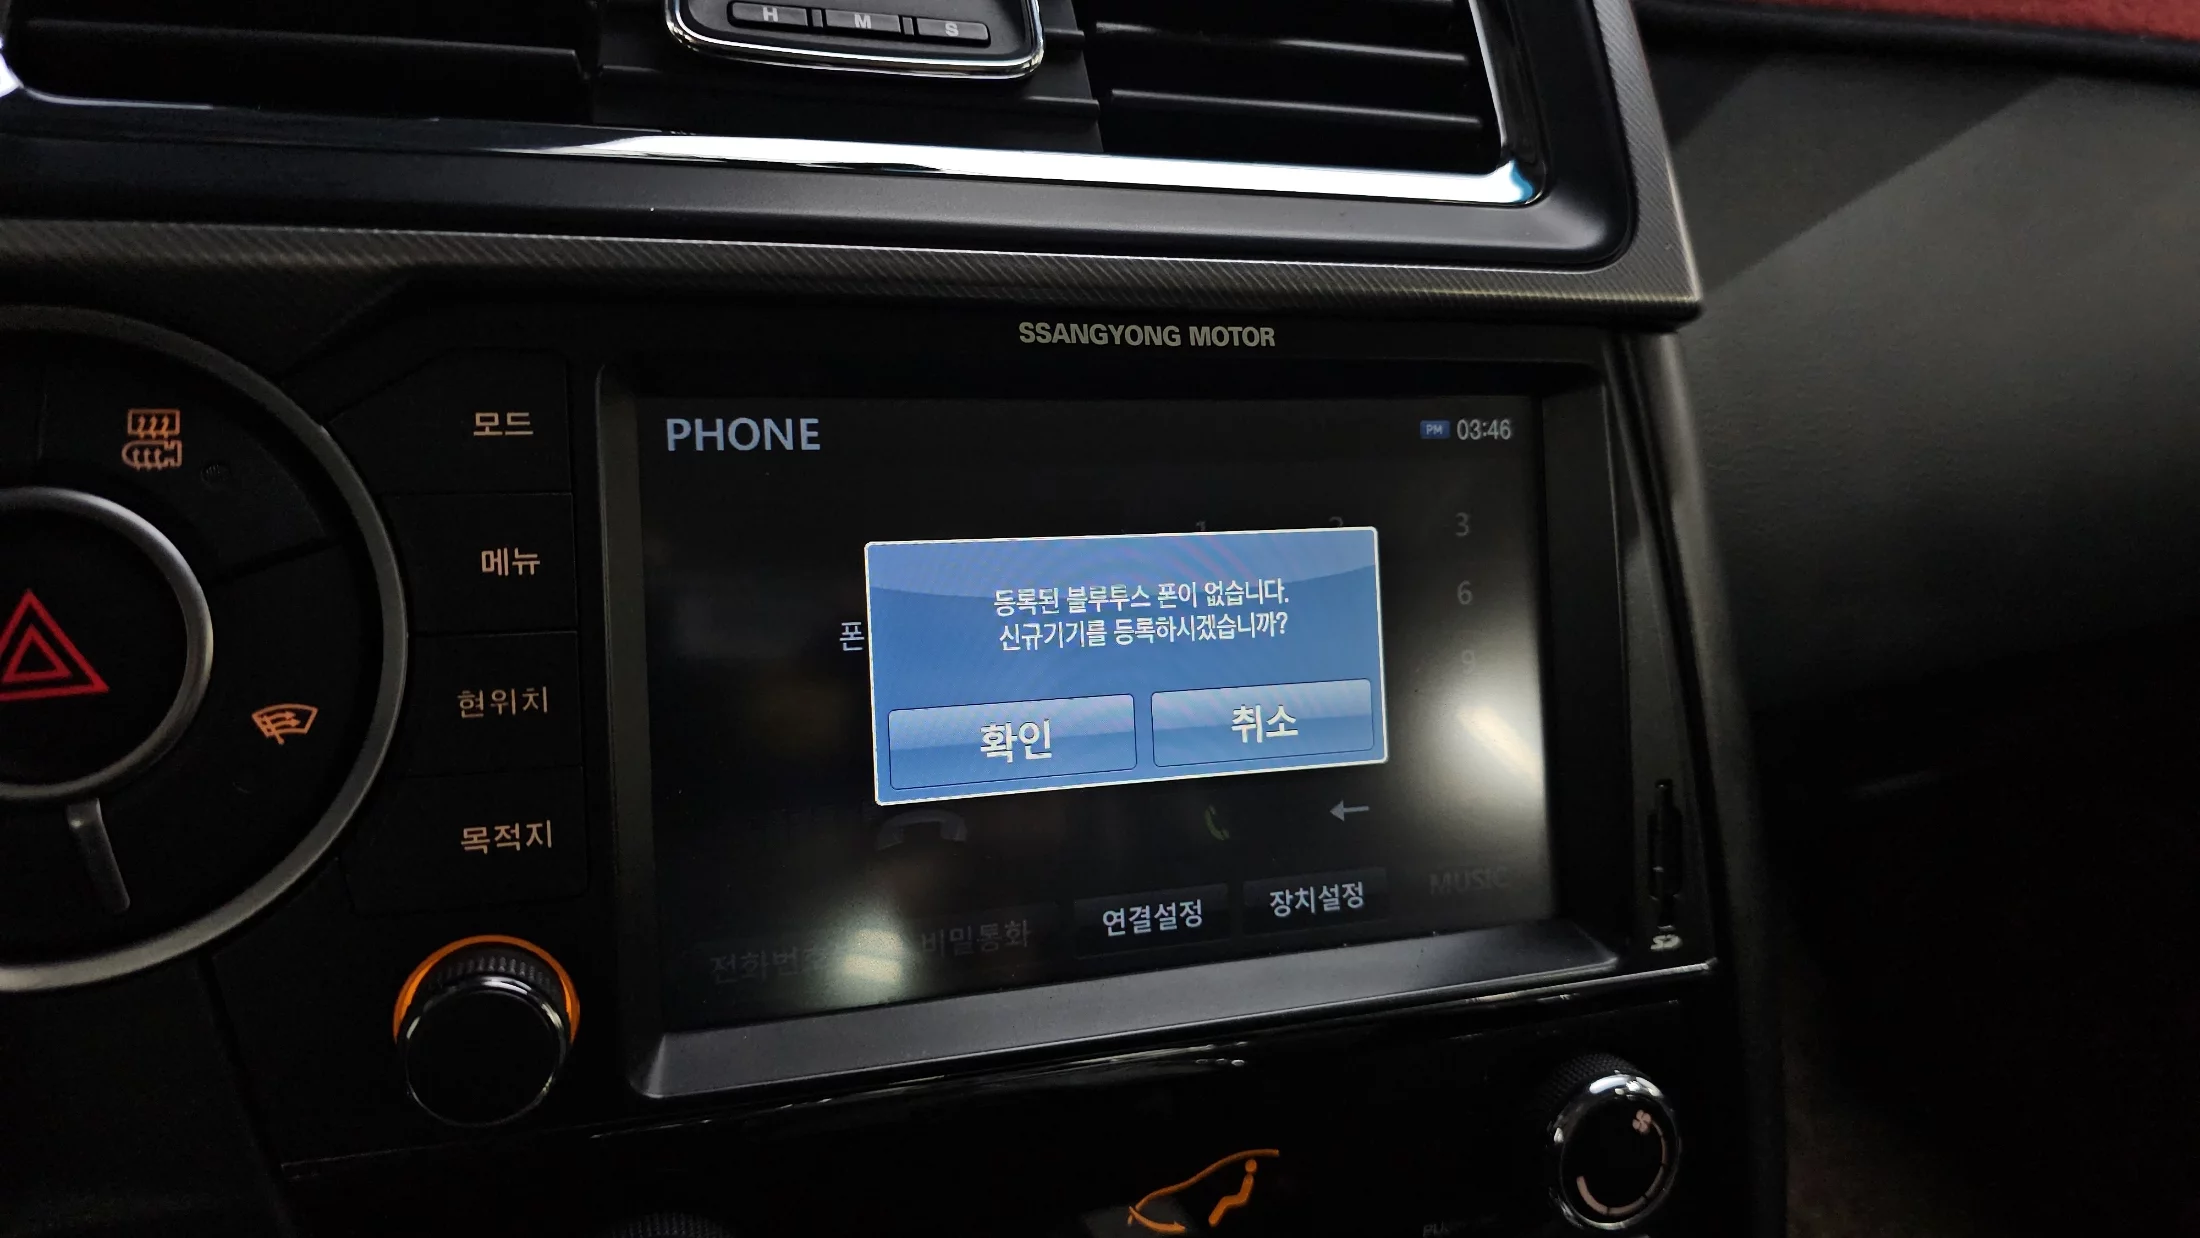 H M S
SSANGYONG MOTOR
모드
메뉴
현위치
목적지
PHONE
PM 03:46
3
6
9
폰
등록된 블루투스 폰이 없습니다.
신규기기를 등록하시겠습니까?
확인
취소
비밀통화
연결설정
장치설정
MUSIC